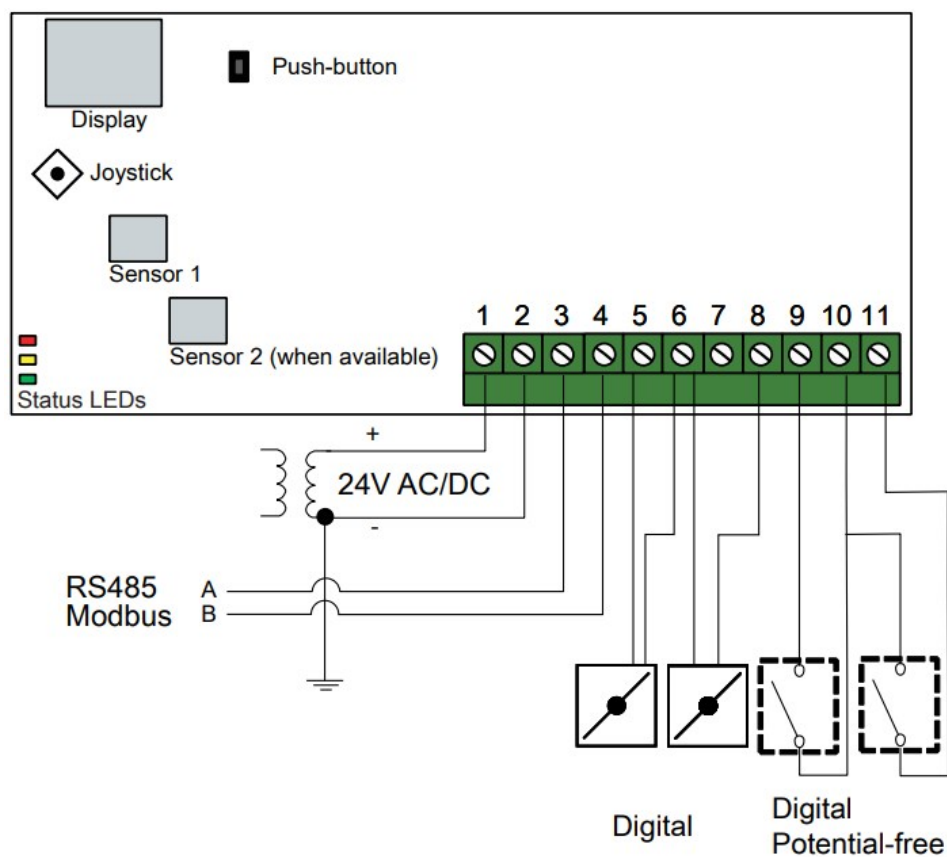 Push-button
Display
Joystick
Sensor 1
Sensor 2 (when available)
Status LEDs
1 2 3 4 5 6 7 8 9 10 11
+
24V AC/DC
-
RS485 A
Modbus B
Digital
Digital
Potential-free